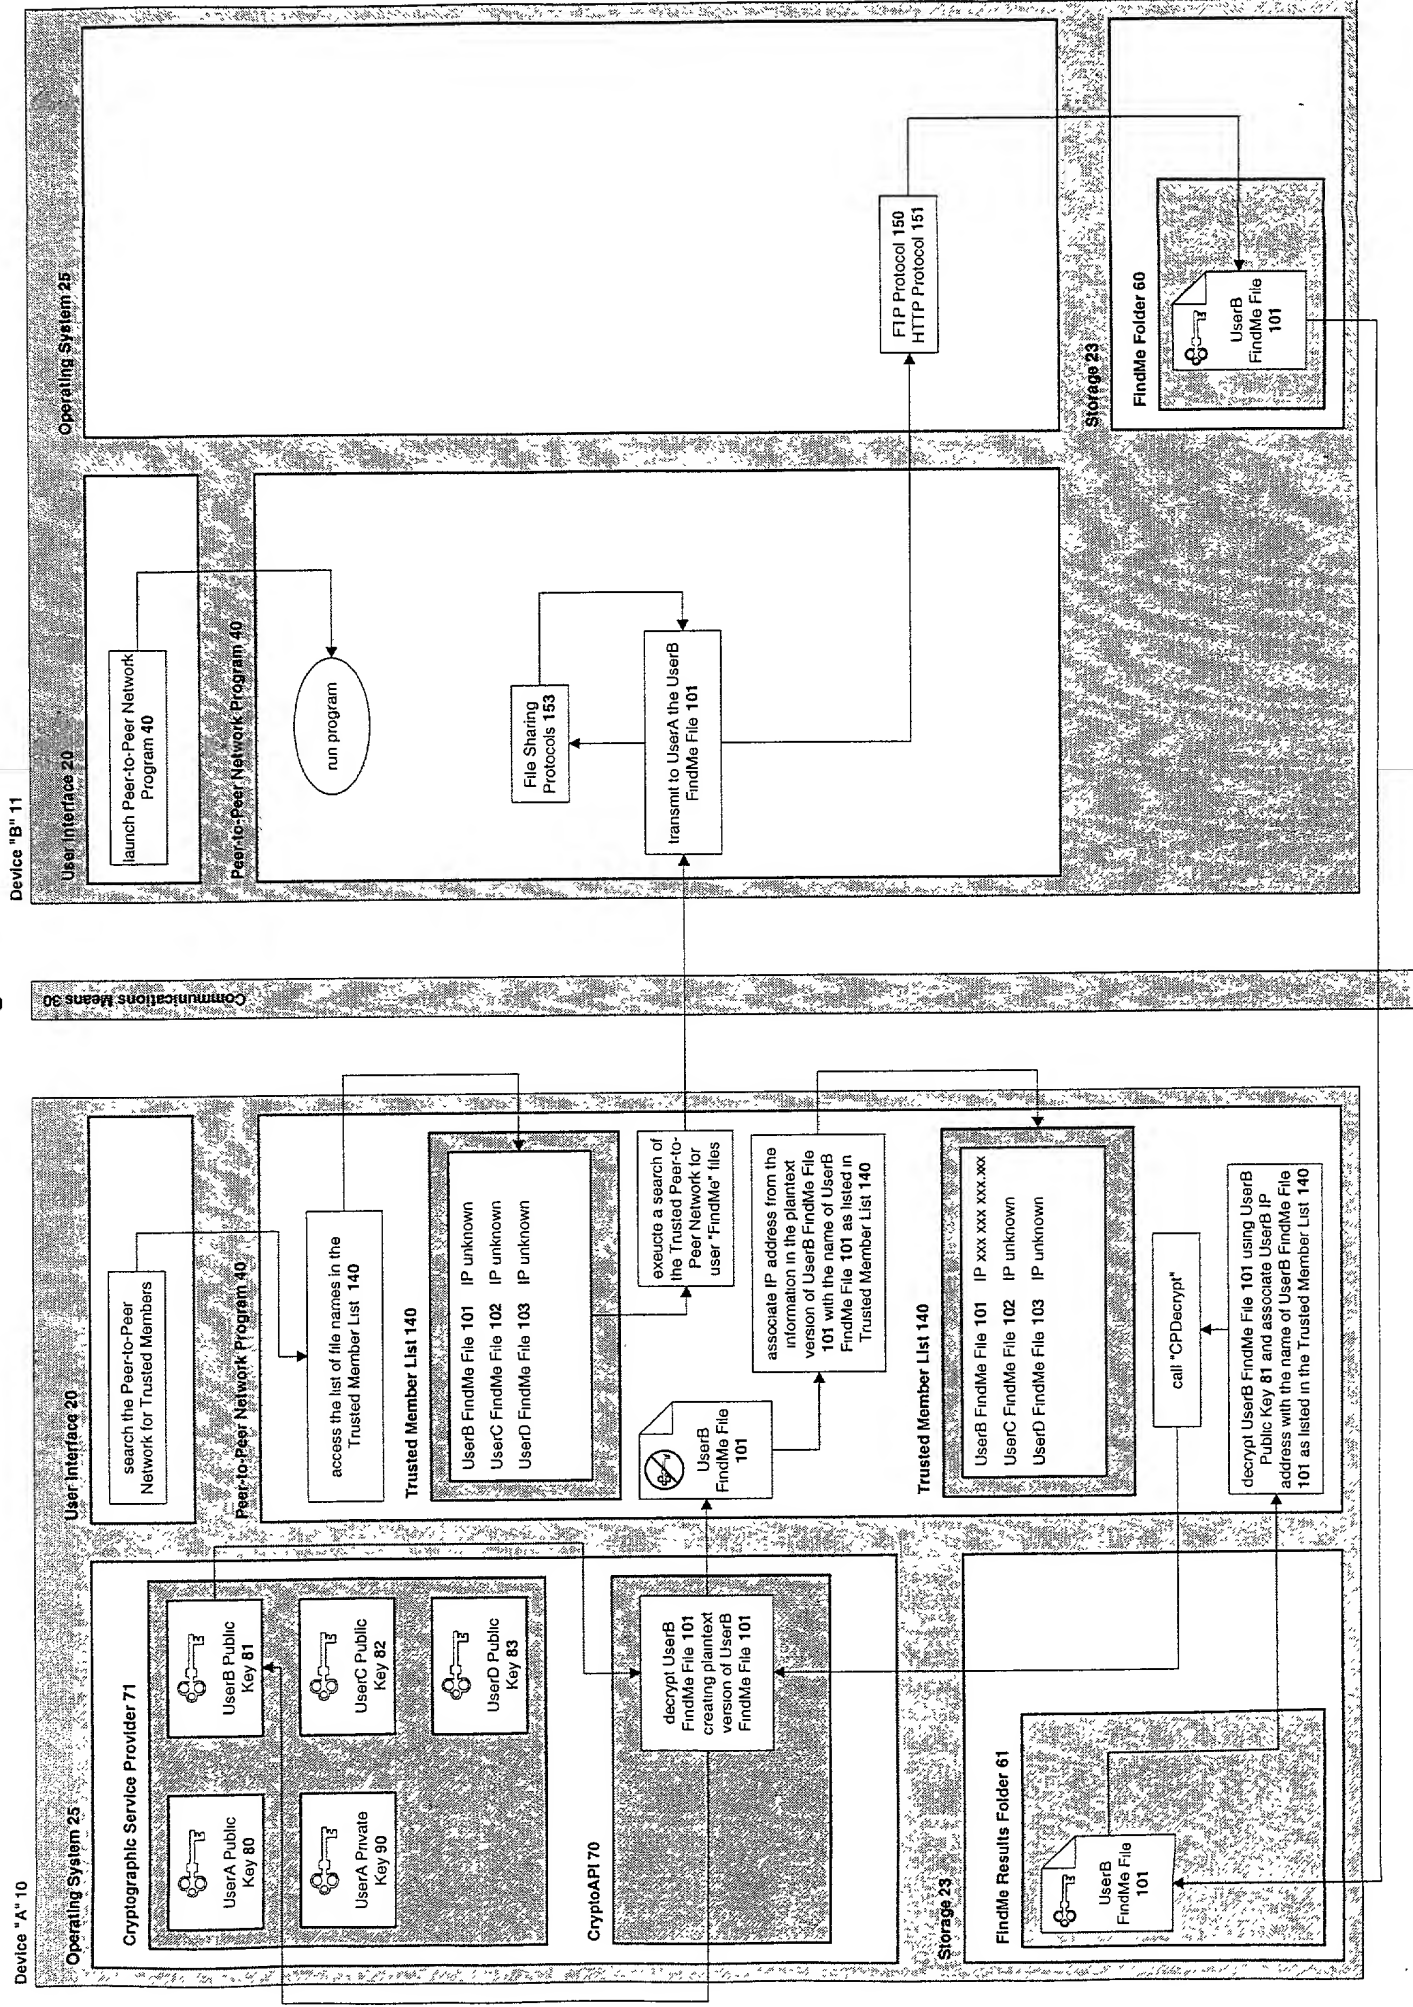 Device "A" 10
Operating System 25
Cryptographic Service Provider 71
UserA Public
Key 80
UserB Public
Key 81
UserA Private
Key 90
UserC Public
Key 82
UserD Public
Key 83
CryptoAPI 70
decrypt UserB
FindMe File 101
creating plaintext
version of UserB
FindMe File 101
Storage 23
FindMe Results Folder 61
UserB
FindMe File
101
User Interface 20
search the Peer-to-Peer
Network for Trusted Members
Peer-to-Peer Network Program 40
access the list of file names in the
Trusted Member List 140
Trusted Member List 140
UserB FindMe File 101 IP unknown
UserC FindMe File 102 IP unknown
UserD FindMe File 103 IP unknown
exeucte a search of
the Trusted Peer-to-
Peer Network for
user "FindMe" files
UserB
FindMe File
101
associate IP address from the
information in the plaintext
version of UserB FindMe File
101 with the name of UserB
FindMe File 101 as listed in
Trusted Member List 140
Trusted Member List 140
UserB FindMe File 101 IP xxx xxx xxx.xxx
UserC FindMe File 102 IP unknown
UserD FindMe File 103 IP unknown
call "CPDecrypt"
decrypt UserB FindMe File 101 using UserB
Public Key 81 and associate UserB IP
address with the name of UserB FindMe File
101 as listed in the Trusted Member List 140
Communications Means 30
Device "B" 11
User Interface 20
launch Peer-to-Peer Network
Program 40
Peer-to-Peer Network Program 40
run program
File Sharing
Protocols 153
transmit to UserA the UserB
FindMe File 101
Operating System 25
FTP Protocol 150
HTTP Protocol 151
Storage 23
FindMe Folder 60
UserB
FindMe File
101